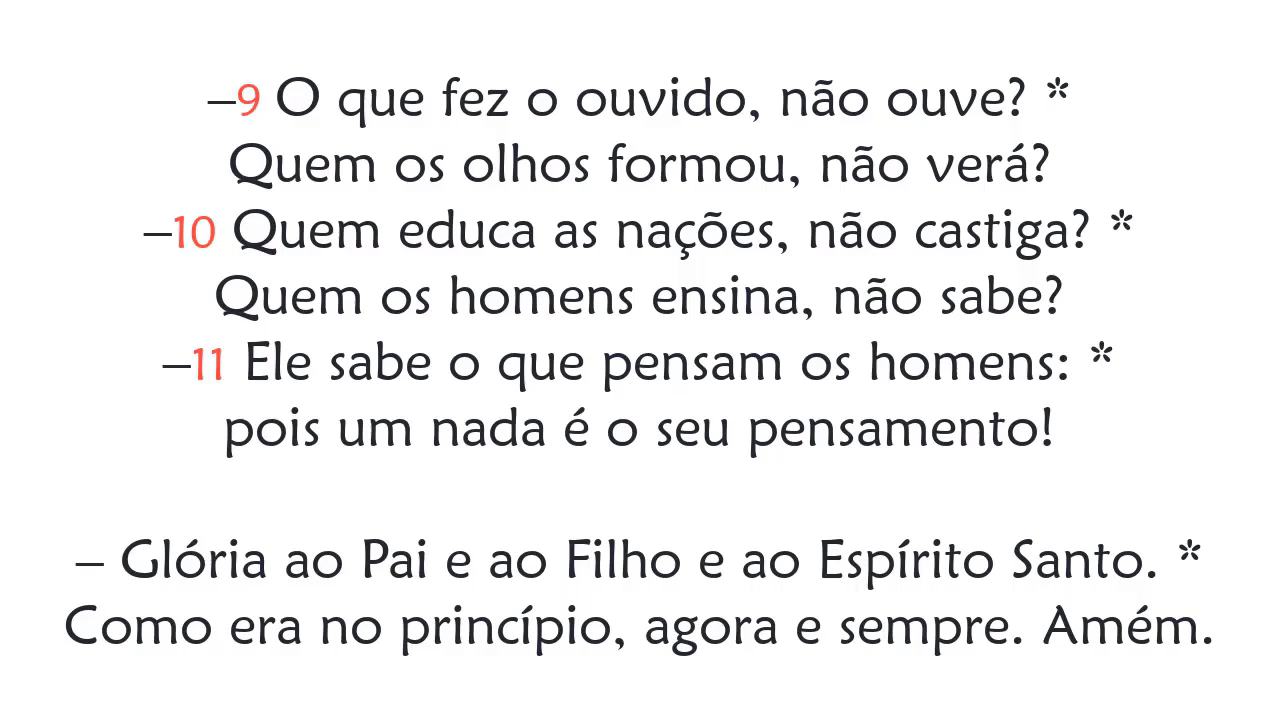 –9 O que fez o ouvido, não ouve? *
Quem os olhos formou, não verá?
–10 Quem educa as nações, não castiga? *
Quem os homens ensina, não sabe?
–11 Ele sabe o que pensam os homens: *
pois um nada é o seu pensamento!
– Glória ao Pai e ao Filho e ao Espírito Santo. *
Como era no princípio, agora e sempre. Amém.